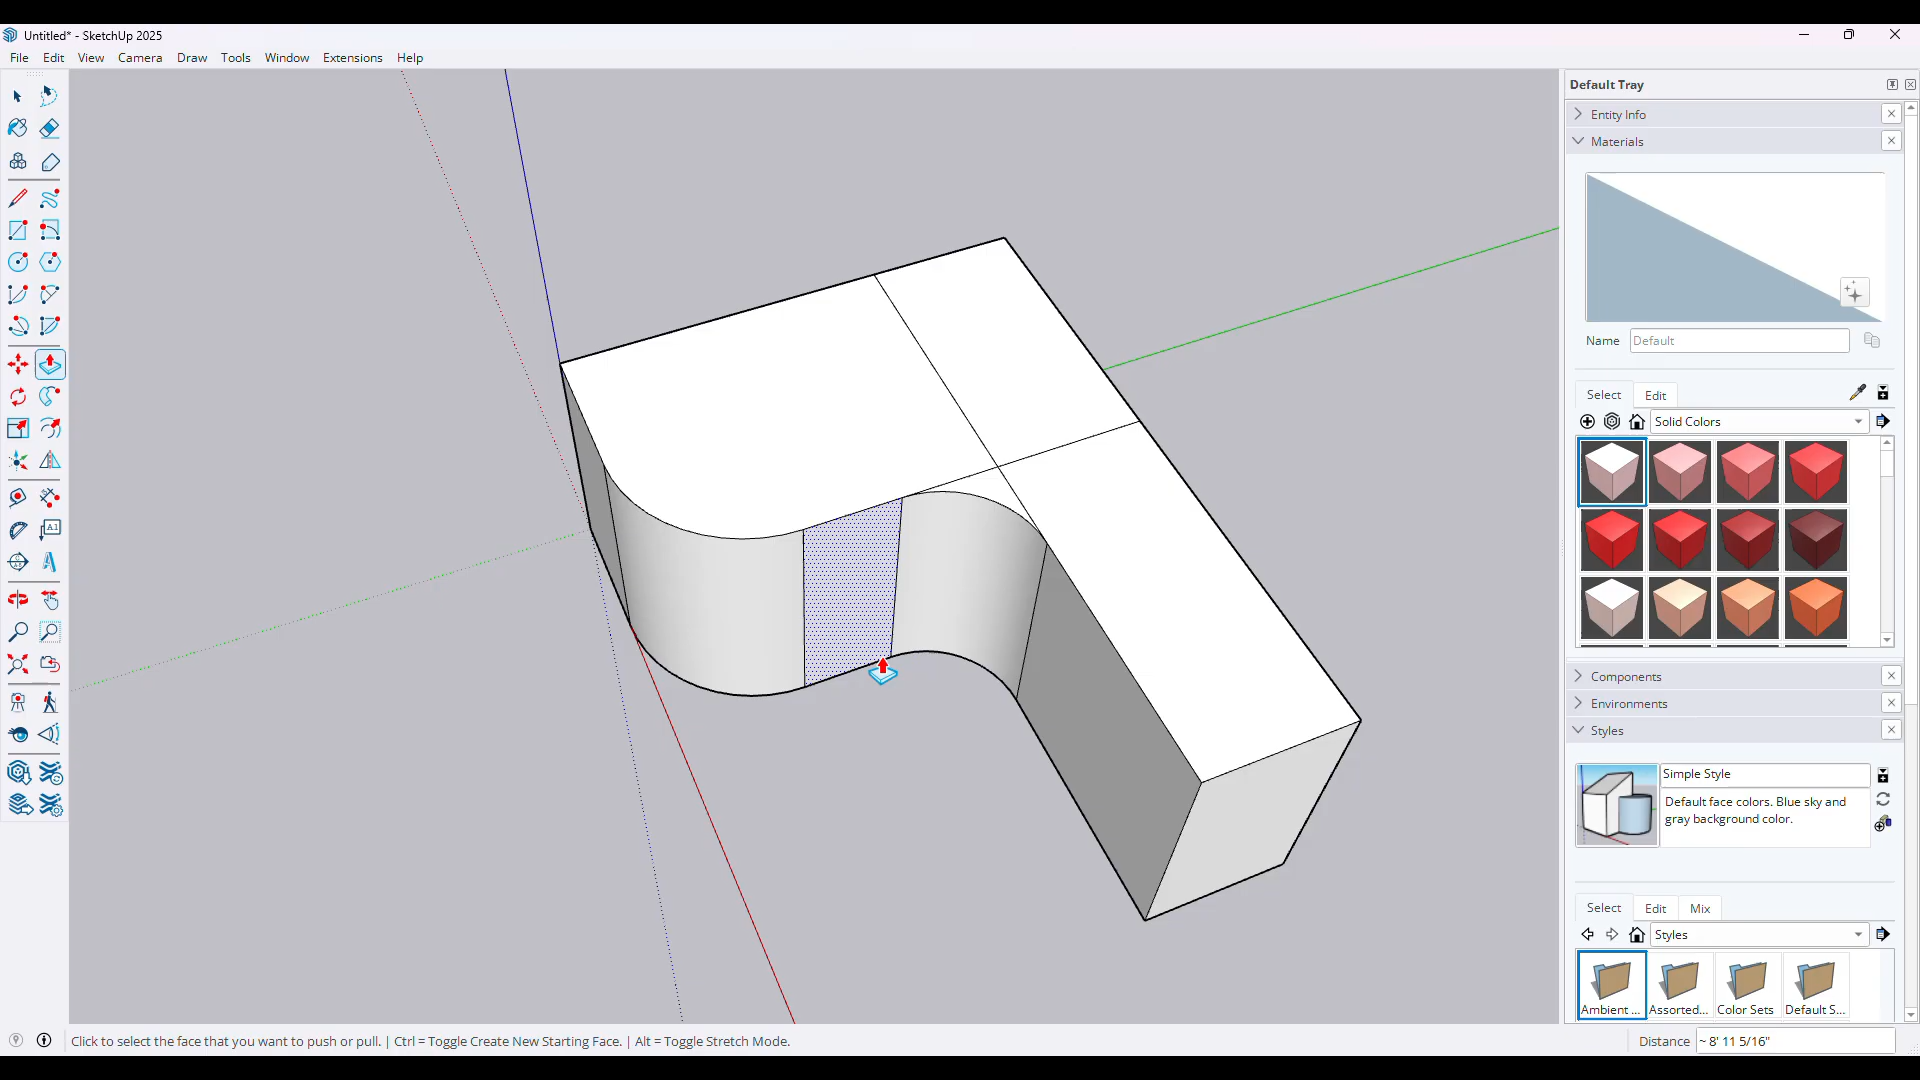 Untitled* - SketchUp 2025
File Edit View Camera Draw Tools Window Extensions Help
Default Tray
Entity Info
Materials
Name Default
Select Edit
Solid Colors
Components
Environments
Styles
Simple Style
Default face colors. Blue sky and
gray background color.
Select Edit Mix
Styles
Ambient ... Assorted... Color Sets Default S...
Click to select the face that you want to push or pull. | Ctrl = Toggle Create New Starting Face. | Alt = Toggle Stretch Mode.
Distance ~ 8' 11 5/16"